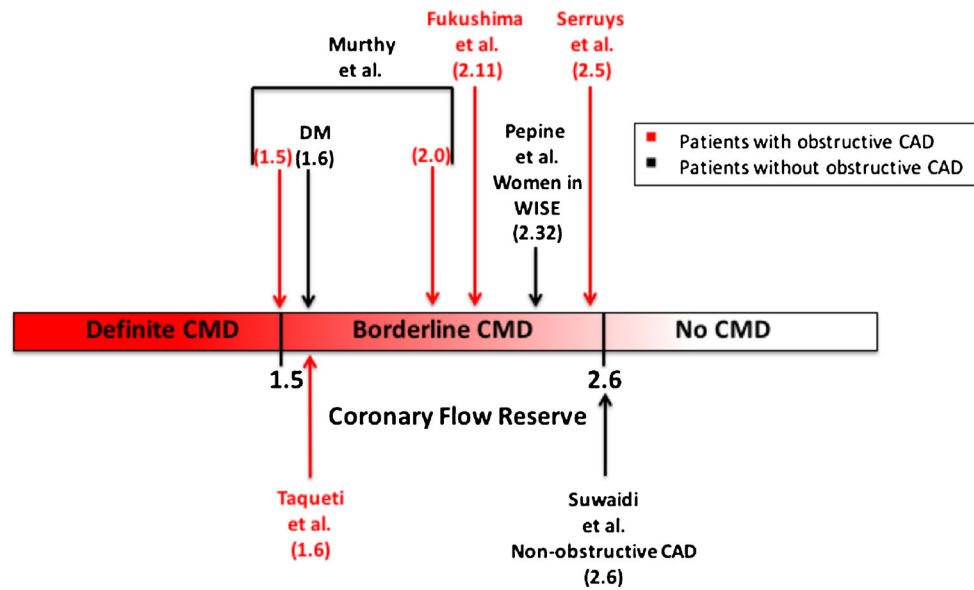 Murthy
et al.
Fukushima
et al.
(2.11)
Serruys
et al.
(2.5)
(1.5)
DM
(1.6)
(2.0)
Pepine
et al.
Women in
WISE
(2.32)
Patients with obstructive CAD
Patients without obstructive CAD
Definite CMD
Borderline CMD
No CMD
1.5
2.6
Coronary Flow Reserve
Taqueti
et al.
(1.6)
Suwaidi
et al.
Non-obstructive CAD
(2.6)